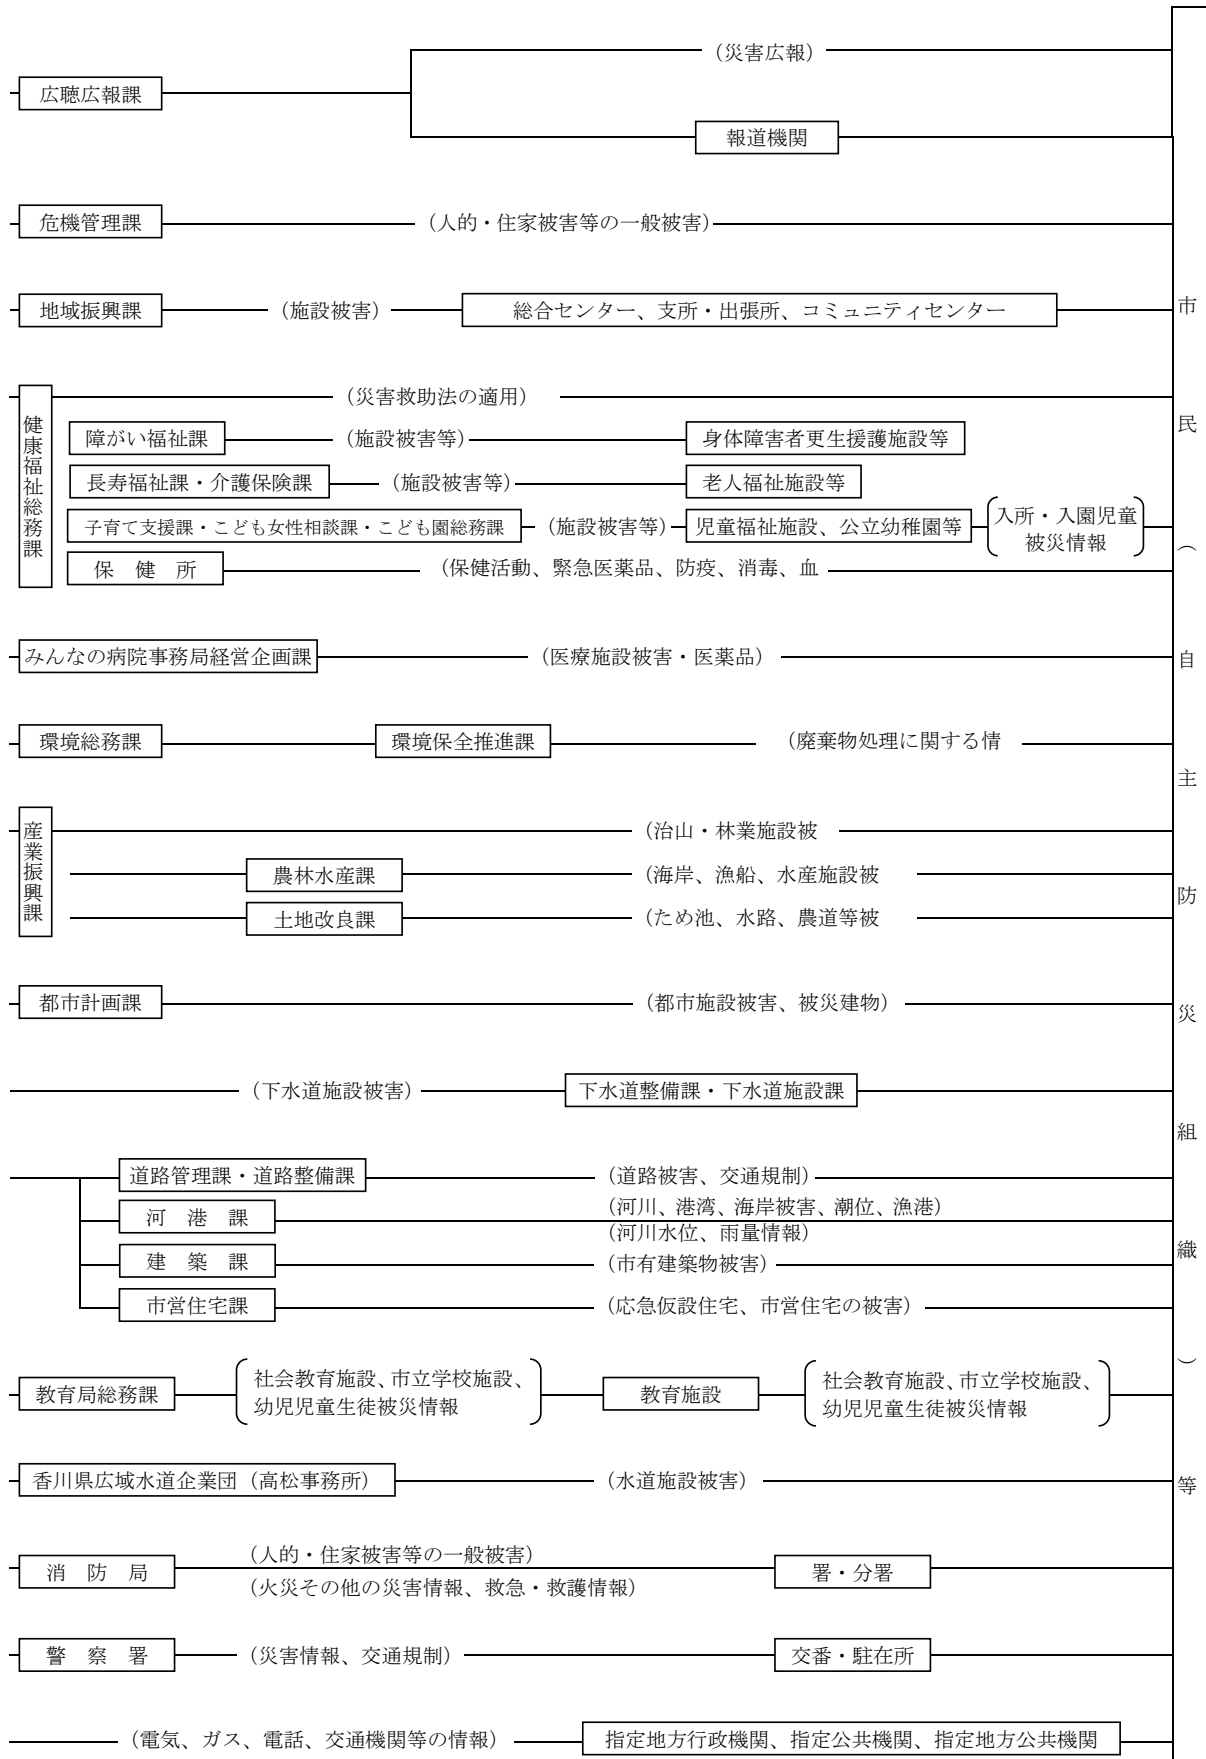 （災害広報）
広聴広報課
報道機関
危機管理課
（人的・住家被害等の一般被害）
地域振興課
（施設被害）
総合センター、支所・出張所、コミュニティセンター
健康福祉総務課
（災害救助法の適用）
障がい福祉課
（施設被害等）
身体障害者更生援護施設等
長寿福祉課・介護保険課
（施設被害等）
老人福祉施設等
子育て支援課・こども女性相談課・こども園総務課
（施設被害等）
児童福祉施設、公立幼稚園等
入所・入園児童
被災情報
保　健　所
（保健活動、緊急医薬品、防疫、消毒、血
みんなの病院事務局経営企画課
（医療施設被害・医薬品）
環境総務課
環境保全推進課
（廃棄物処理に関する情
産業振興課
（治山・林業施設被
農林水産課
（海岸、漁船、水産施設被
土地改良課
（ため池、水路、農道等被
都市計画課
（都市施設被害、被災建物）
（下水道施設被害）
下水道整備課・下水道施設課
道路管理課・道路整備課
（道路被害、交通規制）
河　港　課
（河川、港湾、海岸被害、潮位、漁港）
（河川水位、雨量情報）
建　築　課
（市有建築物被害）
市営住宅課
（応急仮設住宅、市営住宅の被害）
教育局総務課
社会教育施設、市立学校施設、
幼児児童生徒被災情報
教育施設
社会教育施設、市立学校施設、
幼児児童生徒被災情報
香川県広域水道企業団（高松事務所）
（水道施設被害）
消　防　局
（人的・住家被害等の一般被害）
（火災その他の災害情報、救急・救護情報）
署・分署
警　察　署
（災害情報、交通規制）
交番・駐在所
（電気、ガス、電話、交通機関等の情報）
指定地方行政機関、指定公共機関、指定地方公共機関
市民（自主防災組織）等